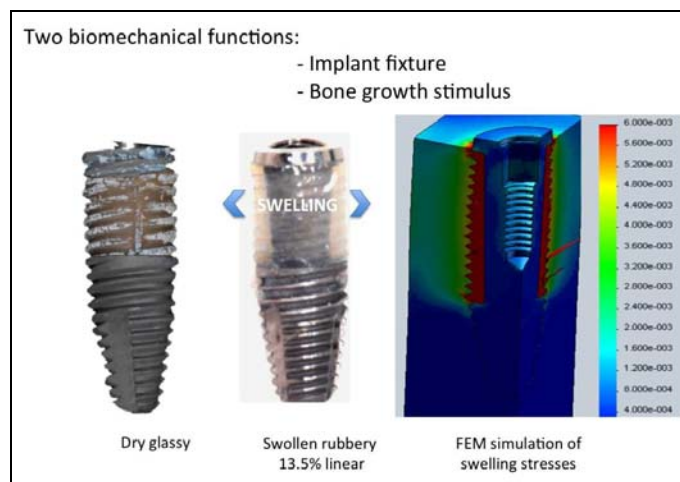 Two biomechanical functions:
- Implant fixture
- Bone growth stimulus
SWELLING
6.000e-003
5.200e-003
4.800e-003
4.400e-003
4.000e-003
3.600e-003
3.200e-003
2.800e-003
2.400e-003
2.000e-003
1.600e-003
1.200e-003
8.000e-004
4.000e-004
Dry glassy
Swollen rubbery
13.5% linear
FEM simulation of
swelling stresses